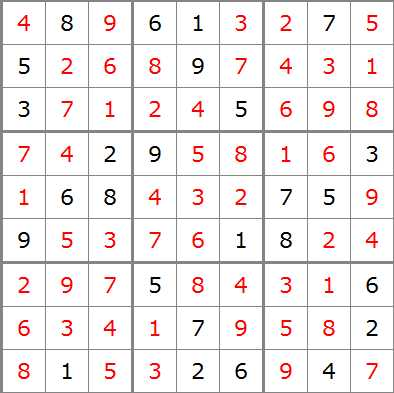 4 8 9 6 1 3 2 7 5
5 2 6 8 9 7 4 3 1
3 7 1 2 4 5 6 9 8
7 4 2 9 5 8 1 6 3
1 6 8 4 3 2 7 5 9
9 5 3 7 6 1 8 2 4
2 9 7 5 8 4 3 1 6
6 3 4 1 7 9 5 8 2
8 1 5 3 2 6 9 4 7